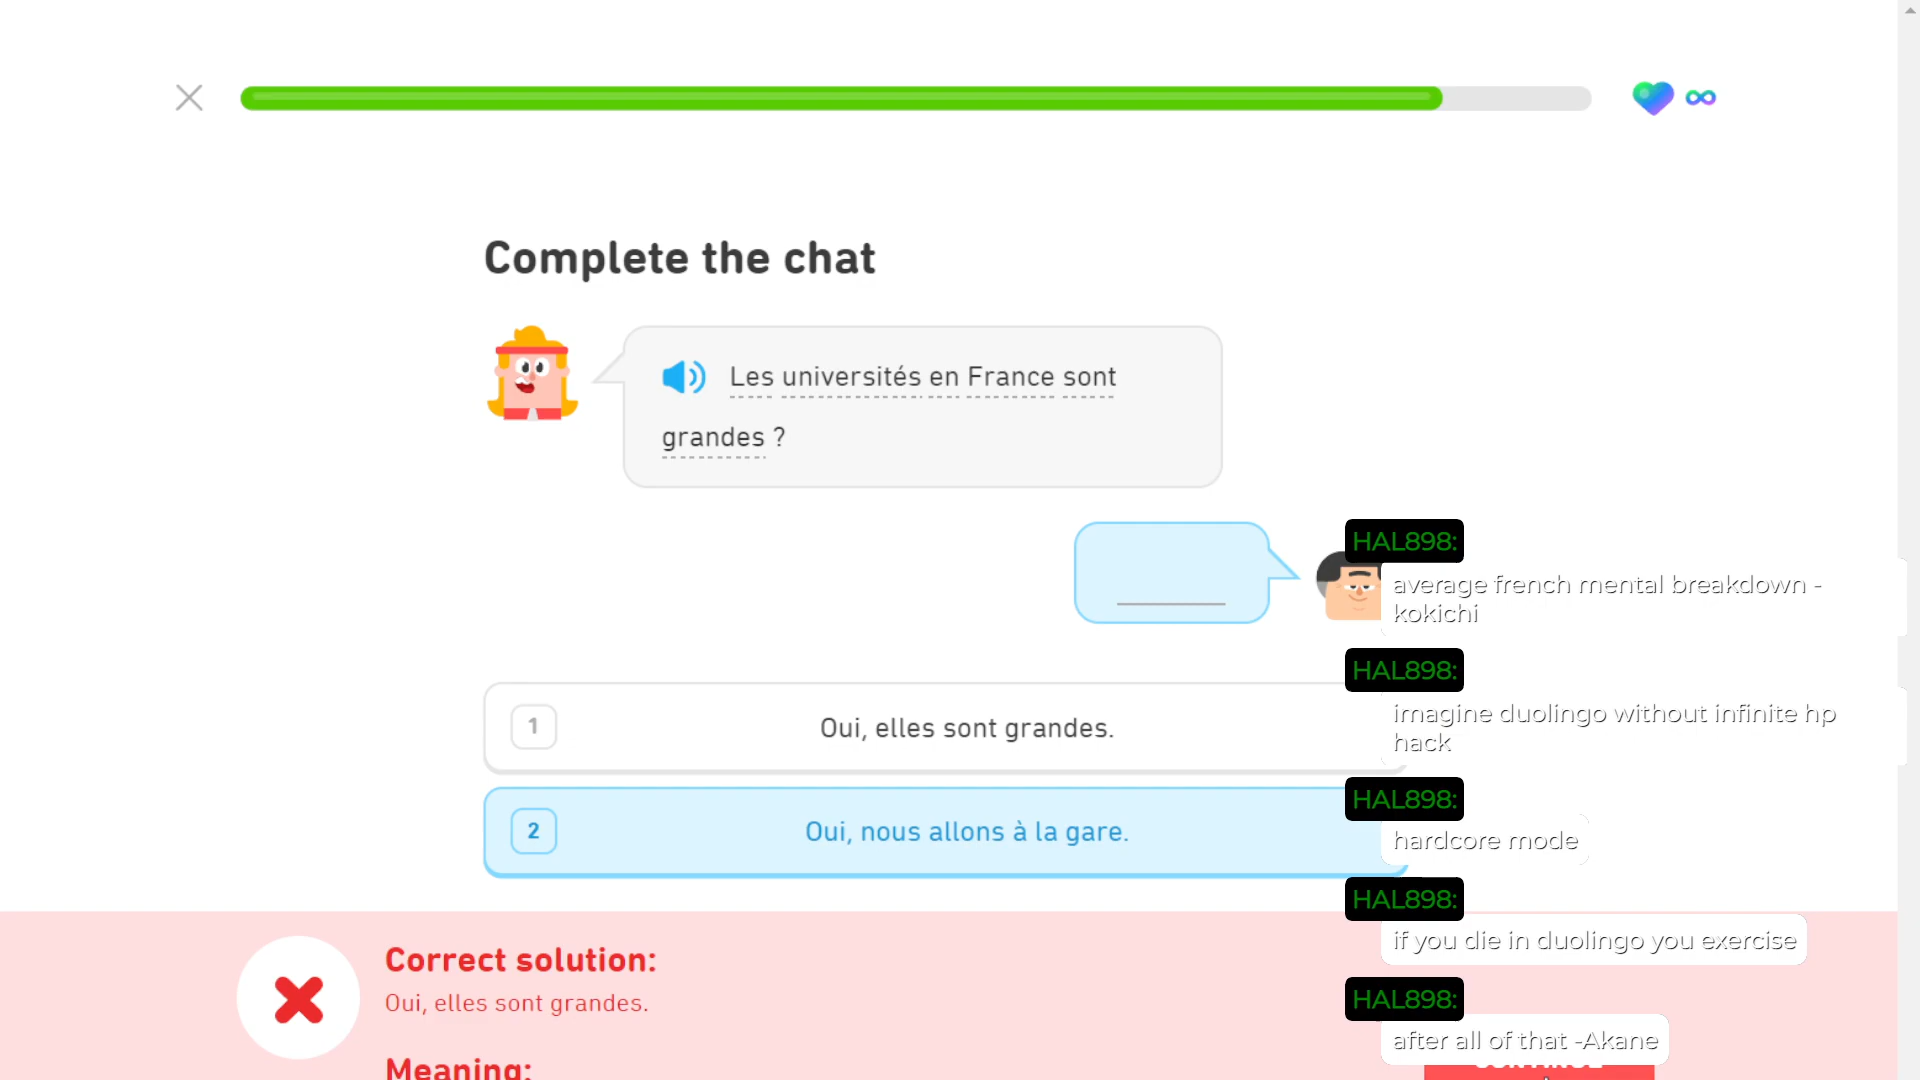 Complete the chat
Les universités en France sont
grandes ?
HAL898:
average french mental breakdown -
kokichi
HAL898:
imagine duolingo without infinite hp
hack
1
Oui, elles sont grandes.
HAL898:
2
Oui, nous allons à la gare.
hardcore mode
HAL898:
if you die in duolingo you exercise
Correct solution:
Oui, elles sont grandes.
HAL898:
after all of that -Akane
Meaning:
CONTINUE